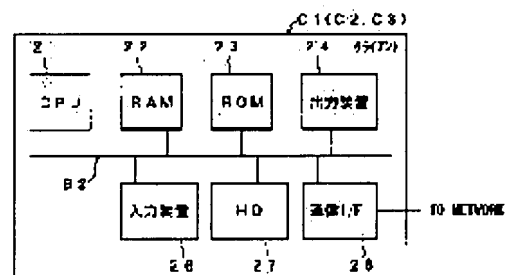 C1(C2,C3)
22 23 24 クライアント
CPU RAM ROM 出力装置
B2
入力装置 HD 通信I/F TO NETWORK
26 27 28